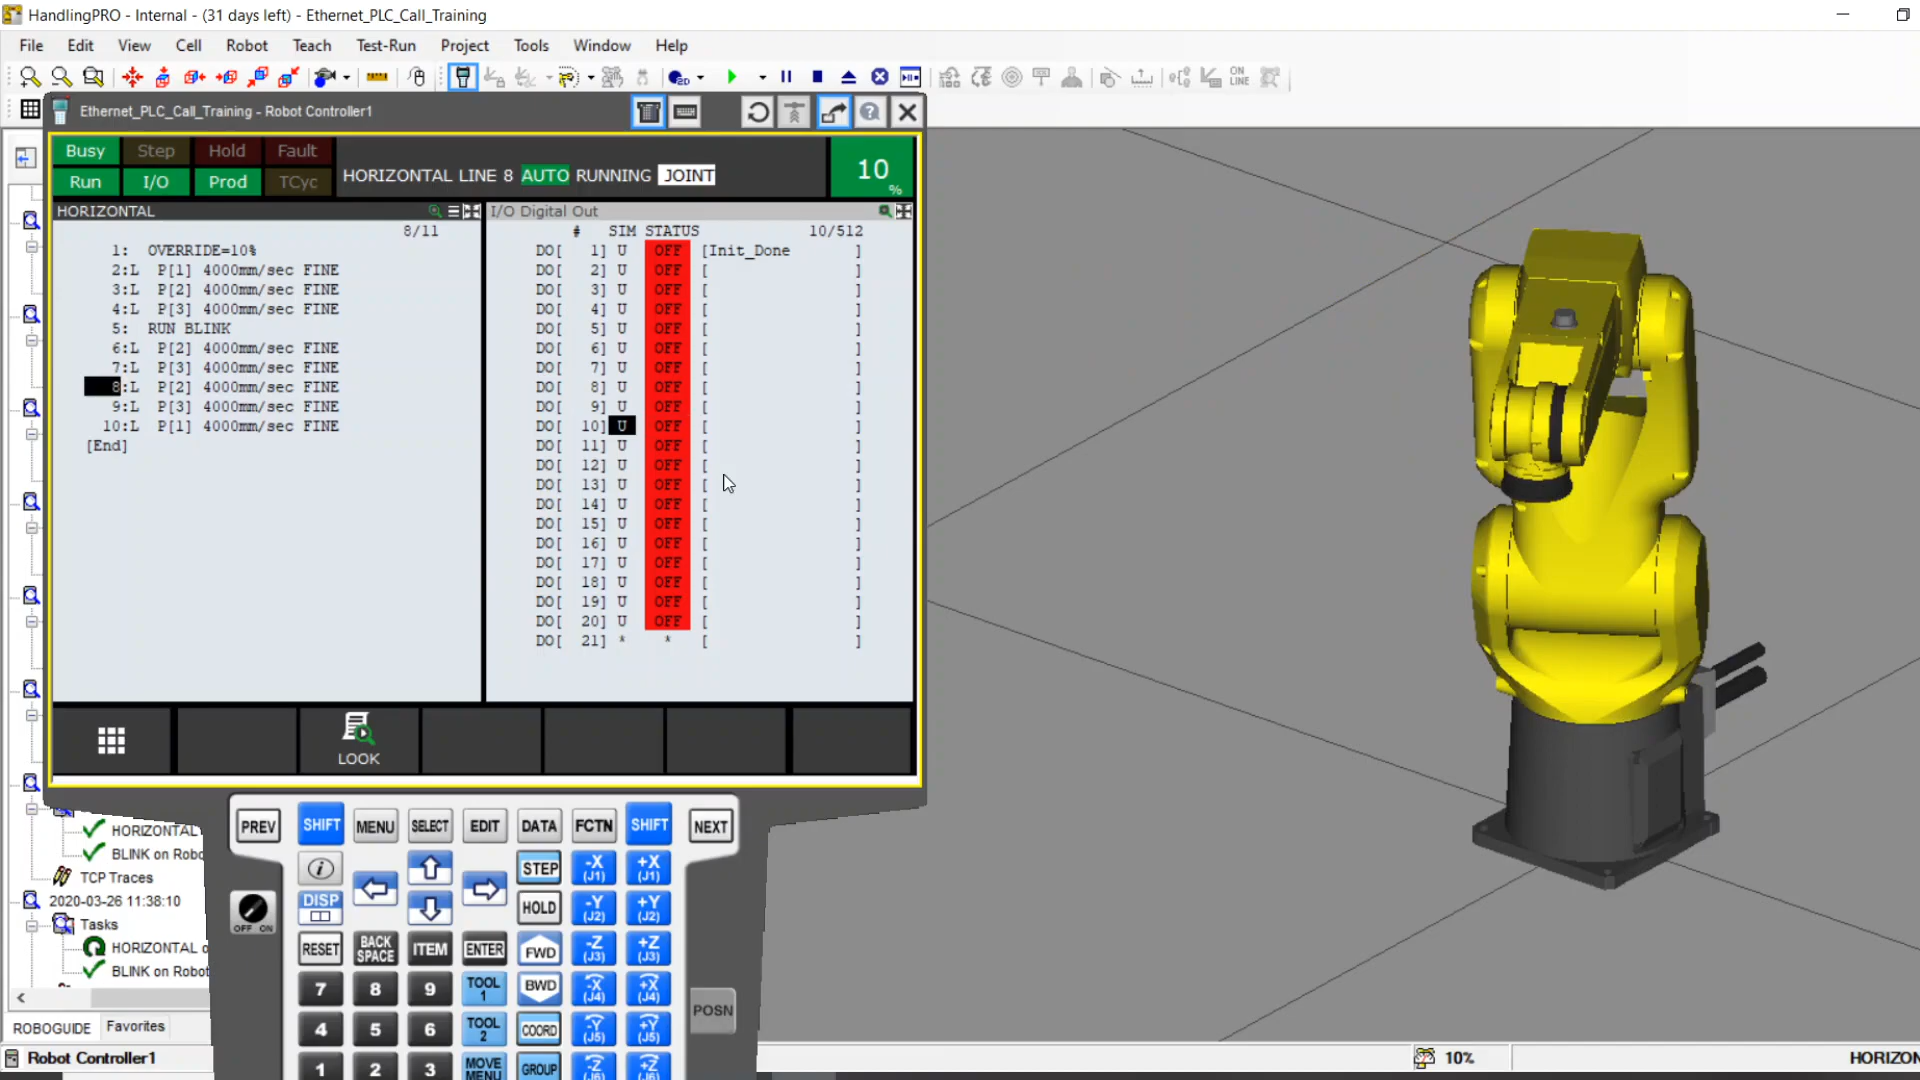 HandlingPRO - Internal - (31 days left) - Ethernet_PLC_Call_Training
File Edit View Cell Robot Teach Test-Run Project Tools Window Help
ON
LINE
Ethernet_PLC_Call_Training - Robot Controller1
Busy Step Hold Fault
Run I/O Prod TCyc
HORIZONTAL LINE 8 AUTO RUNNING JOINT
10
%
HORIZONTAL
8/11
1: OVERRIDE=10%
2:L P[1] 4000mm/sec FINE
3:L P[2] 4000mm/sec FINE
4:L P[3] 4000mm/sec FINE
5: RUN BLINK
6:L P[2] 4000mm/sec FINE
7:L P[3] 4000mm/sec FINE
8:L P[2] 4000mm/sec FINE
9:L P[3] 4000mm/sec FINE
10:L P[1] 4000mm/sec FINE
[End]
I/O Digital Out
# SIM STATUS 10/512
DO[ 1] U OFF [Init_Done ]
DO[ 2] U OFF [ ]
DO[ 3] U OFF [ ]
DO[ 4] U OFF [ ]
DO[ 5] U OFF [ ]
DO[ 6] U OFF [ ]
DO[ 7] U OFF [ ]
DO[ 8] U OFF [ ]
DO[ 9] U OFF [ ]
DO[ 10] U OFF [ ]
DO[ 11] U OFF [ ]
DO[ 12] U OFF [ ]
DO[ 13] U OFF [ ]
DO[ 14] U OFF [ ]
DO[ 15] U OFF [ ]
DO[ 16] U OFF [ ]
DO[ 17] U OFF [ ]
DO[ 18] U OFF [ ]
DO[ 19] U OFF [ ]
DO[ 20] U OFF [ ]
DO[ 21] * * [ ]
LOOK
PREV SHIFT MENU SELECT EDIT DATA FCTN SHIFT NEXT
i STEP -X (J1) +X (J1)
DISP HOLD -Y (J2) +Y (J2)
OFF ON
RESET BACK SPACE ITEM ENTER FWD -Z (J3) +Z (J3)
7 8 9 TOOL 1 BWD -X (J4) +X (J4)
POSN
4 5 6 TOOL 2 COORD -Y (J5) +Y (J5)
1 2 3 MOVE MENU GROUP -Z (J6) +Z (J6)
HORIZONTAL
BLINK on Robo
TCP Traces
2020-03-26 11:38:10
Tasks
HORIZONTAL o
BLINK on Robot
ROBOGUIDE Favorites
Robot Controller1
10%
HORIZON